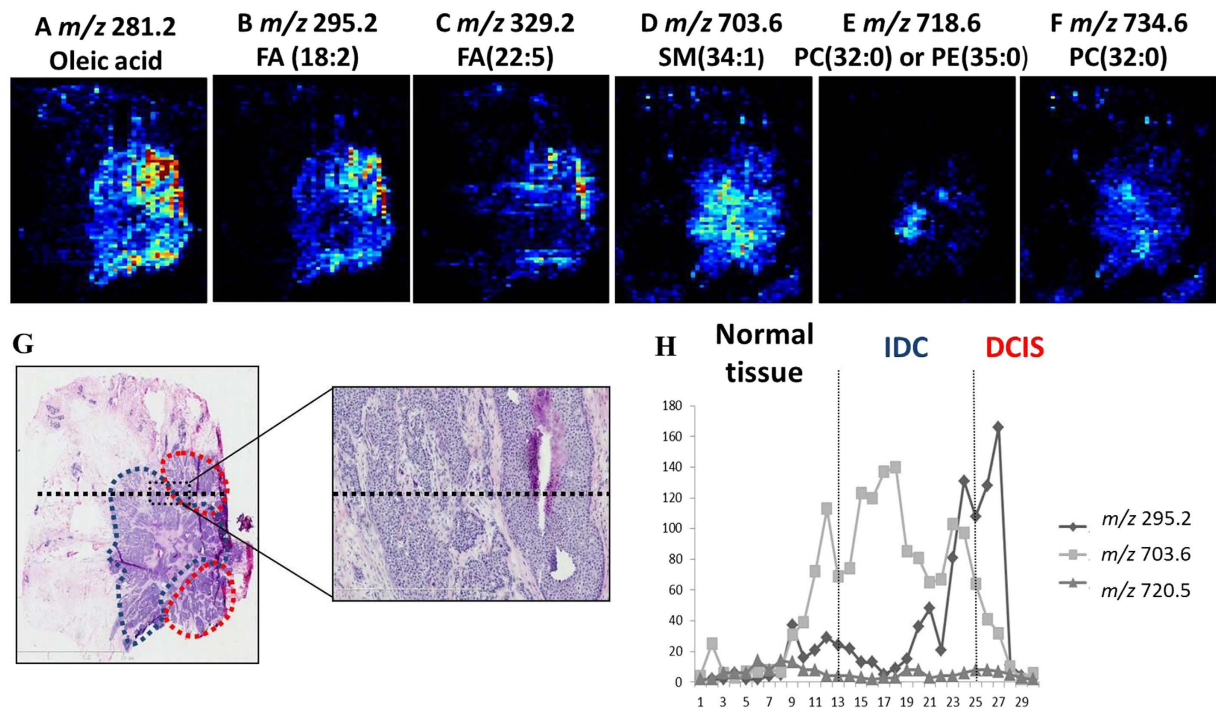 A m/z 281.2
Oleic acid
B m/z 295.2
FA (18:2)
C m/z 329.2
FA(22:5)
D m/z 703.6
SM(34:1)
E m/z 718.6
PC(32:0) or PE(35:0)
F m/z 734.6
PC(32:0)
G
H
Normal
tissue
IDC
DCIS
180
160
140
120
100
80
60
40
20
0
1 3 5 7 9 11 13 15 17 19 21 23 25 27 29
m/z 295.2
m/z 703.6
m/z 720.5